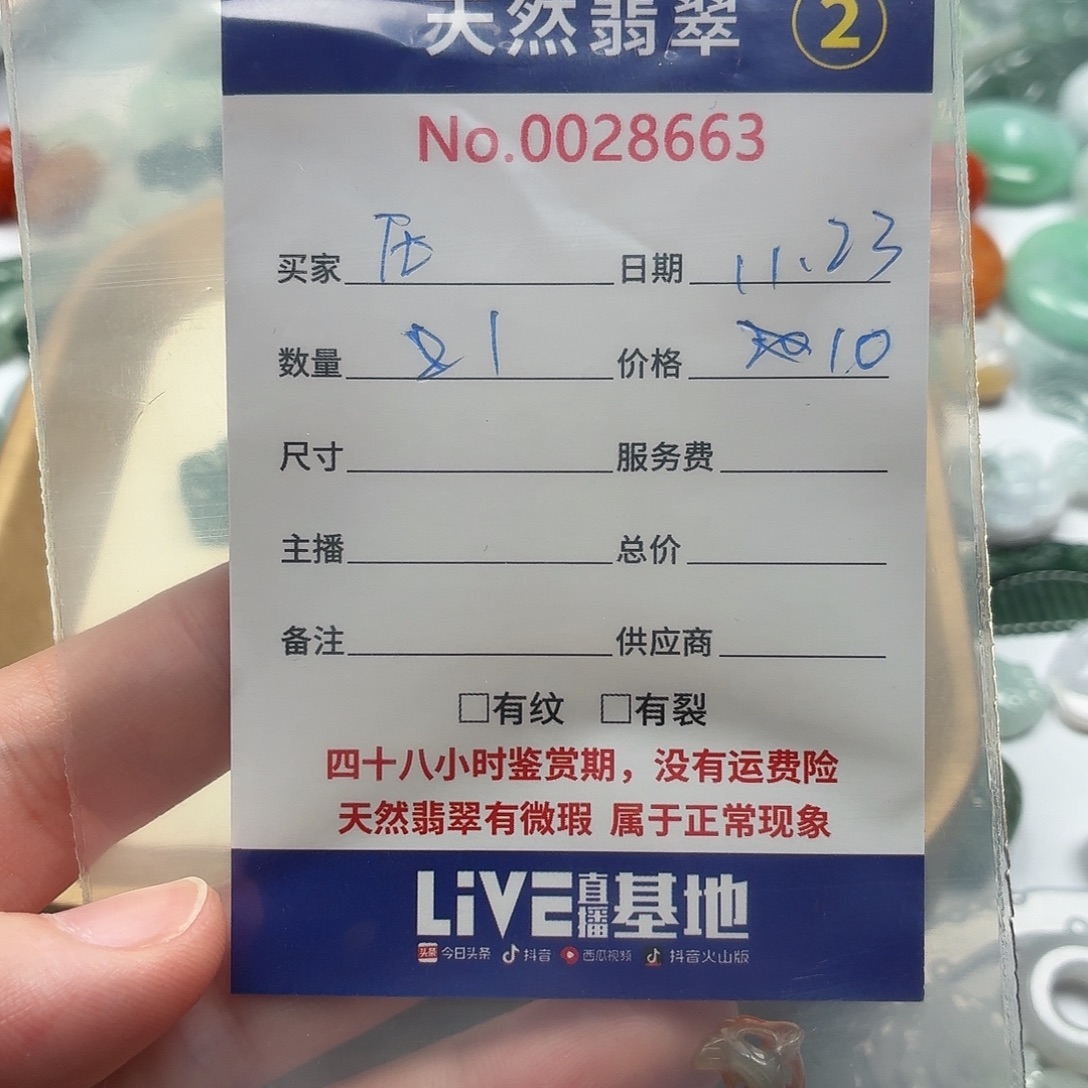 天然翡翠 2
No.0028663
买家 日期 11.23
数量 1 价格 10
尺寸 服务费
主播 总价
备注 供应商
□有纹 □有裂
四十八小时鉴赏期，没有运费险
天然翡翠有微瑕 属于正常现象
LiVE直播基地
头条 今日头条 抖音 西瓜视频 抖音火山版